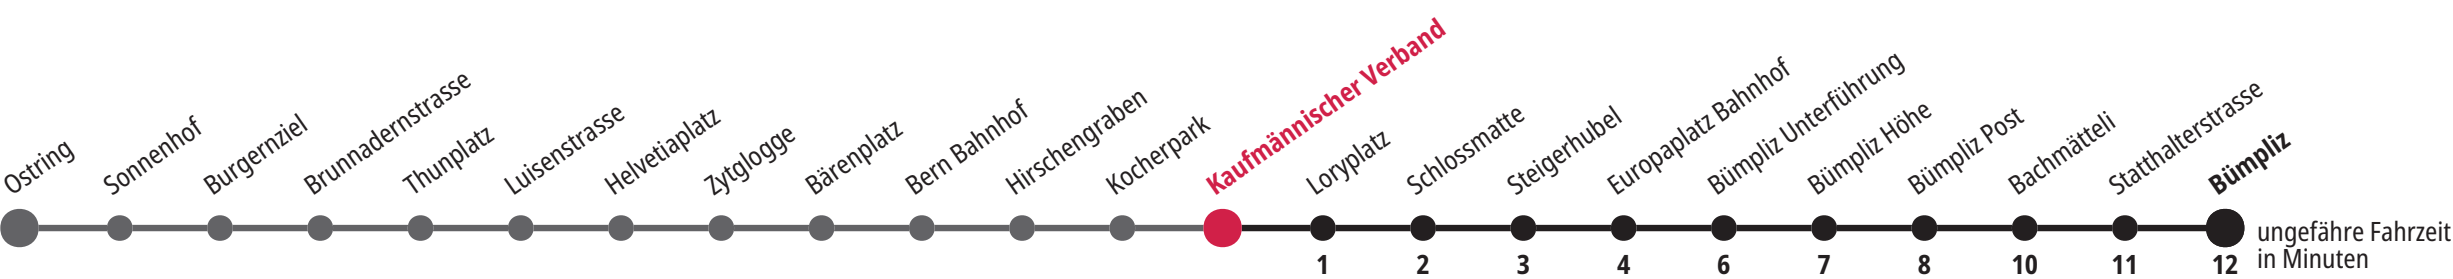 Ostring
Sonnenhof
Burgernziel
Brunnadernstrasse
Thunplatz
Luisenstrasse
Helvetiaplatz
Zytglogge
Bärenplatz
Bern Bahnhof
Hirschengraben
Kocherpark
Kaufmännischer Verband
Loryplatz
Schlossmatte
Steigerhubel
Europaplatz Bahnhof
Bümpliz Unterführung
Bümpliz Höhe
Bümpliz Post
Bachmätteli
Statthalterstrasse
Bümpliz
1 2 3 4 6 7 8 10 11 12
ungefähre Fahrzeit
in Minuten